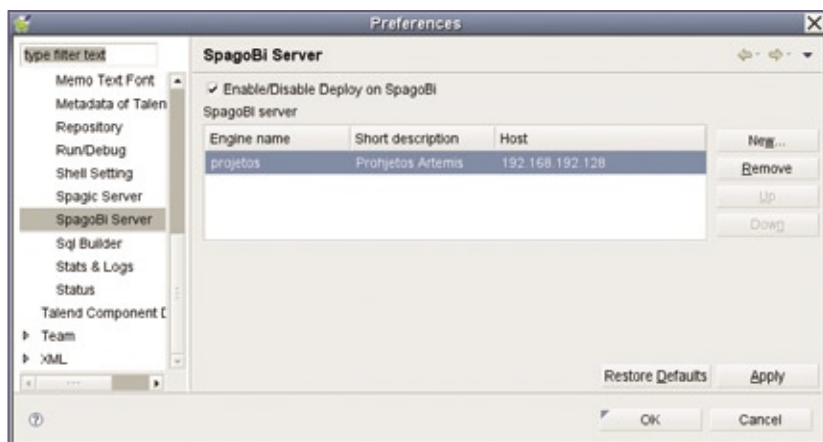 Preferences
type filter text
Memo Text Font
Metadata of Talen
Repository
Run/Debug
Shell Setting
Spagic Server
SpagoBi Server
Sql Builder
Stats & Logs
Status
Talend Component D
Team
XML
SpagoBi Server
Enable/Disable Deploy on SpagoBi
SpagoBI server
Engine name Short description Host
projetos Prohjetos Artemis 192.168.192.128
New...
Remove
Up
Down
Restore Defaults Apply
OK Cancel